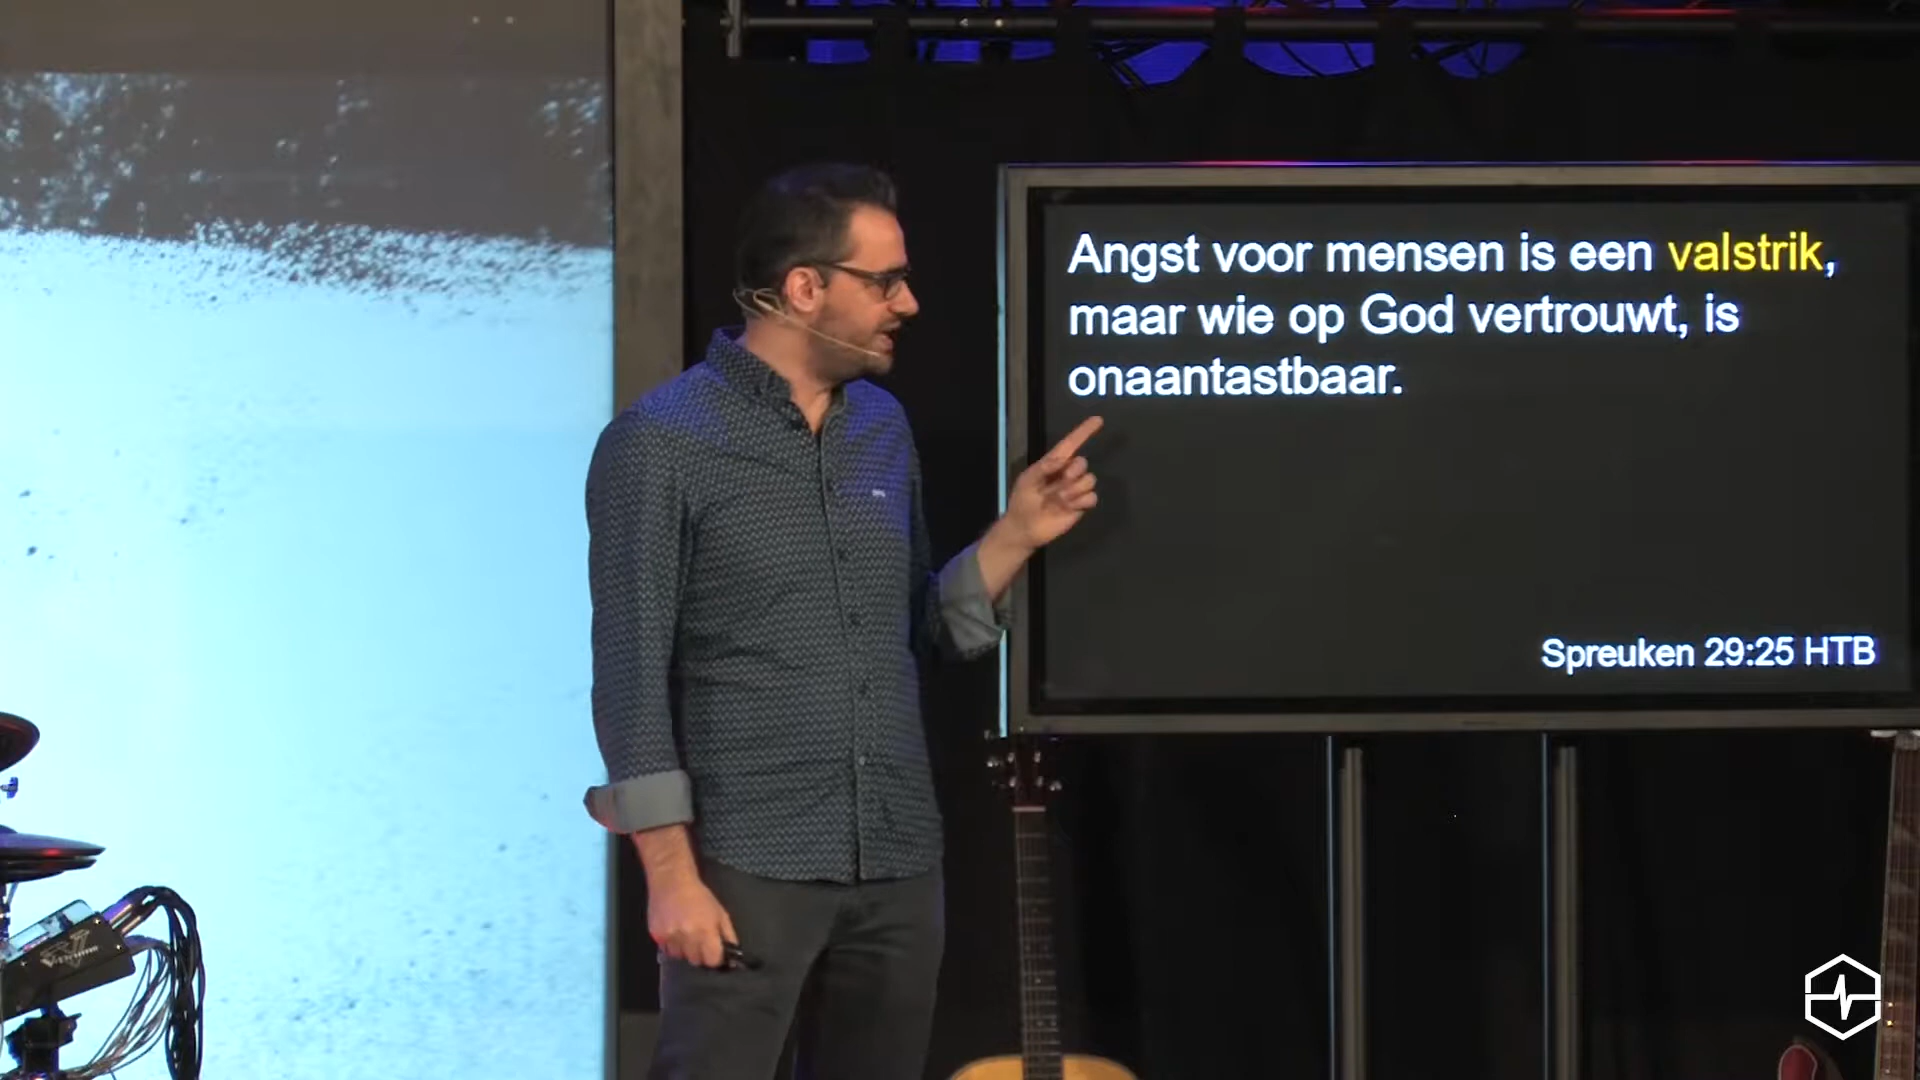 Angst voor mensen is een valstrik,
maar wie op God vertrouwt, is
onaantastbaar.
Spreuken 29:25 HTB